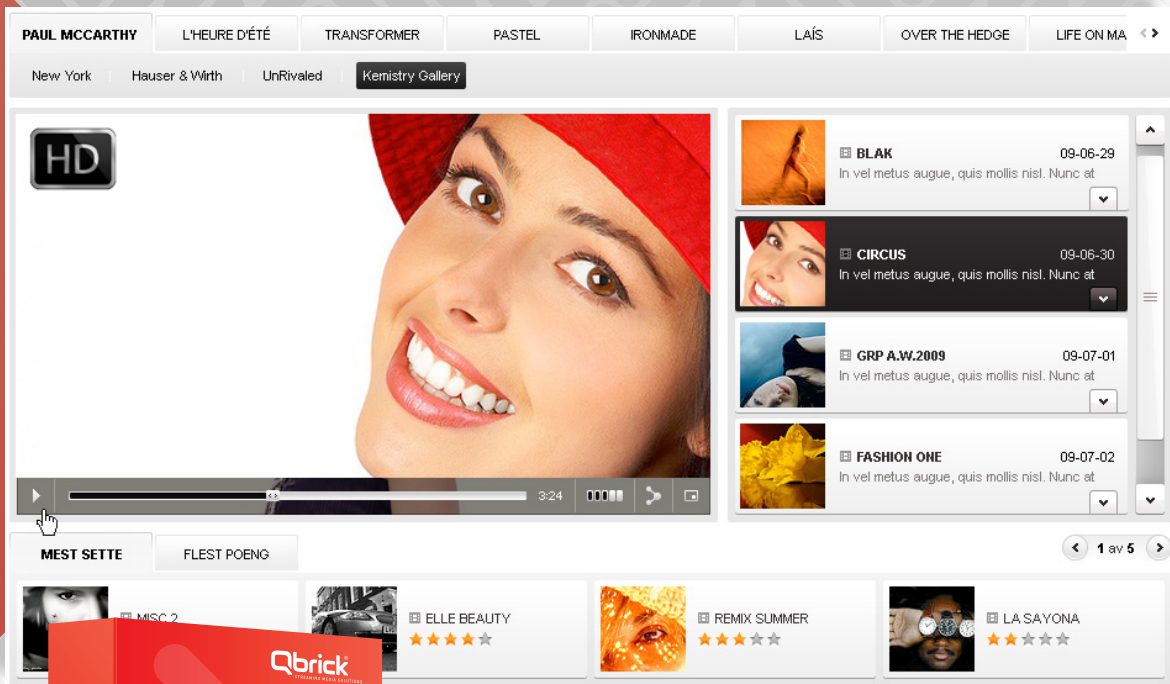 PAUL MCCARTHY
L'HEURE D'ÉTÉ
TRANSFORMER
PASTEL
IRONMADE
LAÍS
OVER THE HEDGE
LIFE ON MA
New York
Hauser & Wirth
UnRivaled
Kemistry Gallery
HD
3:24
BLAK 09-06-29
In vel metus augue, quis mollis nisl. Nunc at
CIRCUS 09-06-30
In vel metus augue, quis mollis nisl. Nunc at
GRP A.W.2009 09-07-01
In vel metus augue, quis mollis nisl. Nunc at
FASHION ONE 09-07-02
In vel metus augue, quis mollis nisl. Nunc at
MEST SETTE
FLEST POENG
1 av 5
MISC 2
ELLE BEAUTY
REMIX SUMMER
LA SAYONA
Qbrick
STREAMING MEDIA SOLUTIONS